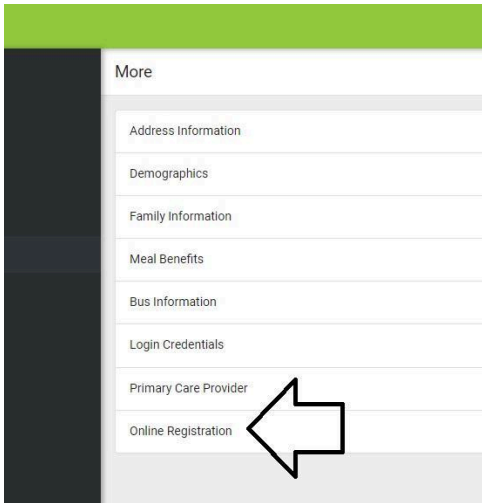 More
Address Information
Demographics
Family Information
Meal Benefits
Bus Information
Login Credentials
Primary Care Provider
Online Registration